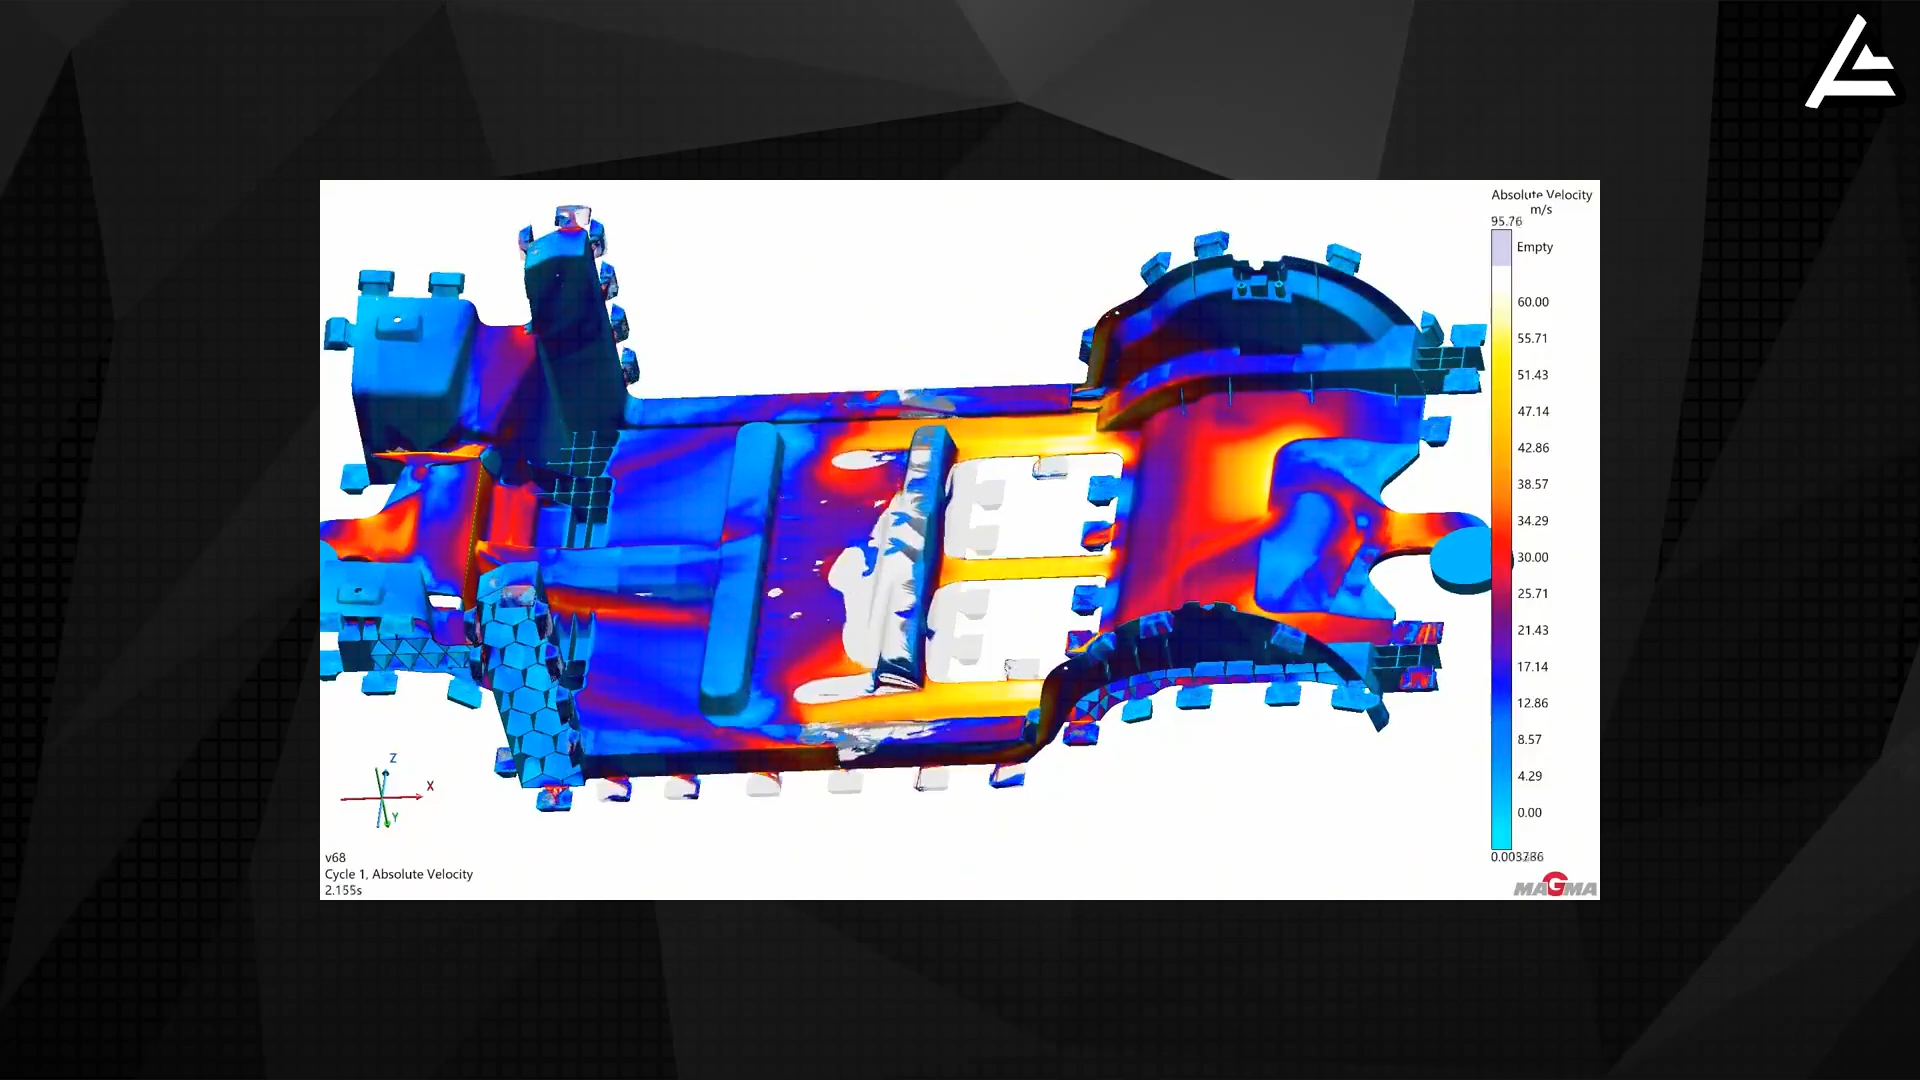 Absolute Velocity
m/s
95.76
Empty
60.00
55.71
51.43
47.14
42.86
38.57
34.29
30.00
25.71
21.43
17.14
12.86
8.57
4.29
0.00
Z
X
Y
v68
Cycle 1, Absolute Velocity
2.155s
MAGMA